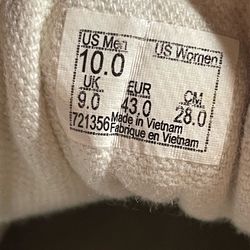 US Men US Women
10.0
UK EUR CM
9.0 43.0 28.0
721356 Made in Vietnam
Fabrique en Vietnam